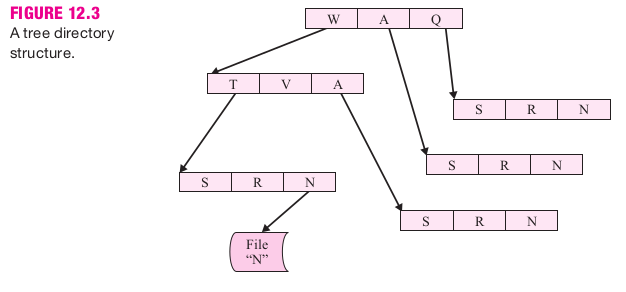 FIGURE 12.3
A tree directory
structure.
W A Q
T V A
S R N
S R N
S R N
S R N
File
“N”